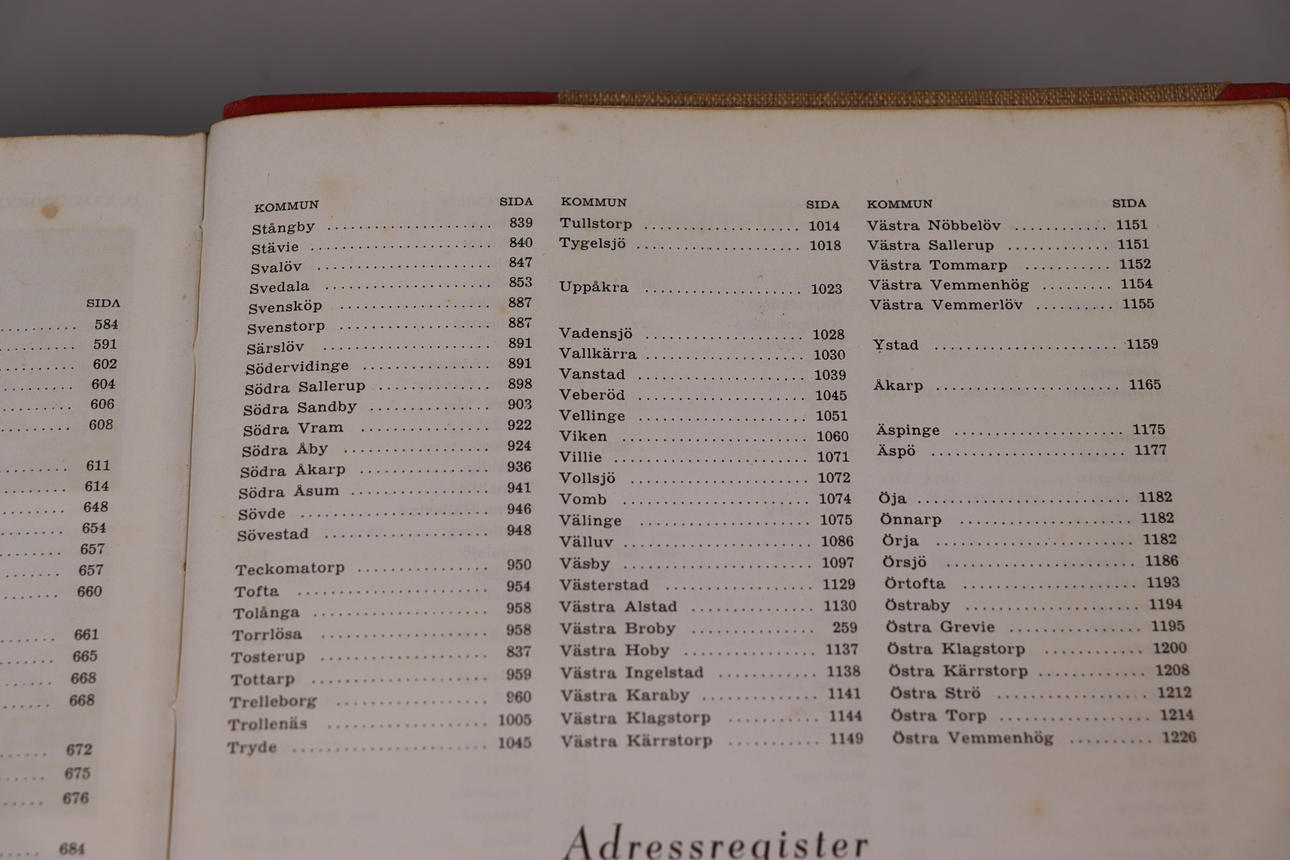 SIDA
584
591
602
604
606
608
611
614
648
654
657
657
660
661
665
668
668
672
675
676
684
KOMMUN SIDA
Stångby 839
Stävie 840
Svalöv 847
Svedala 853
Svensköp 887
Svenstorp 887
Särslöv 891
Södervidinge 891
Södra Sallerup 898
Södra Sandby 903
Södra Vram 922
Södra Åby 924
Södra Åkarp 936
Södra Åsum 941
Sövde 946
Sövestad 948
Teckomatorp 950
Tofta 954
Tolånga 958
Torrlösa 958
Tosterup 837
Tottarp 959
Trelleborg 960
Trollenäs 1005
Tryde 1045
KOMMUN SIDA
Tullstorp 1014
Tygelsjö 1018
Uppåkra 1023
Vadensjö 1028
Vallkärra 1030
Vanstad 1039
Veberöd 1045
Vellinge 1051
Viken 1060
Villie 1071
Vollsjö 1072
Vomb 1074
Välinge 1075
Välluv 1086
Väsby 1097
Västerstad 1129
Västra Alstad 1130
Västra Broby 259
Västra Hoby 1137
Västra Ingelstad 1138
Västra Karaby 1141
Västra Klagstorp 1144
Västra Kärrstorp 1149
KOMMUN SIDA
Västra Nöbbelöv 1151
Västra Sallerup 1151
Västra Tommarp 1152
Västra Vemmenhög 1154
Västra Vemmerlöv 1155
Ystad 1159
Åkarp 1165
Äspinge 1175
Äspö 1177
Öja 1182
Önnarp 1182
Örja 1182
Örsjö 1186
Örtofta 1193
Östraby 1194
Östra Grevie 1195
Östra Klagstorp 1200
Östra Kärrstorp 1208
Östra Strö 1212
Östra Torp 1214
Östra Vemmenhög 1226
Adressregister